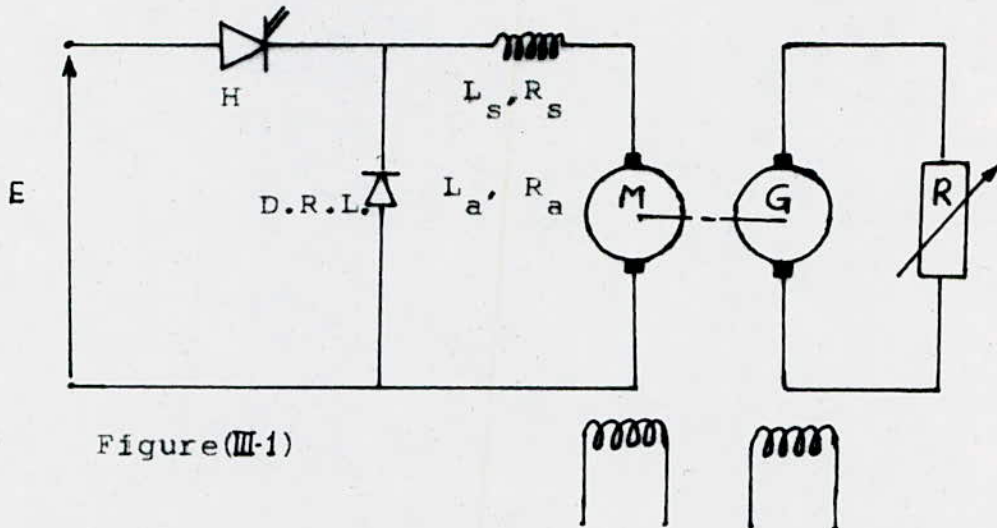 H
L_s, R_s
E
D.R.L.
L_a, R_a
M
G
R
Figure(III-1)